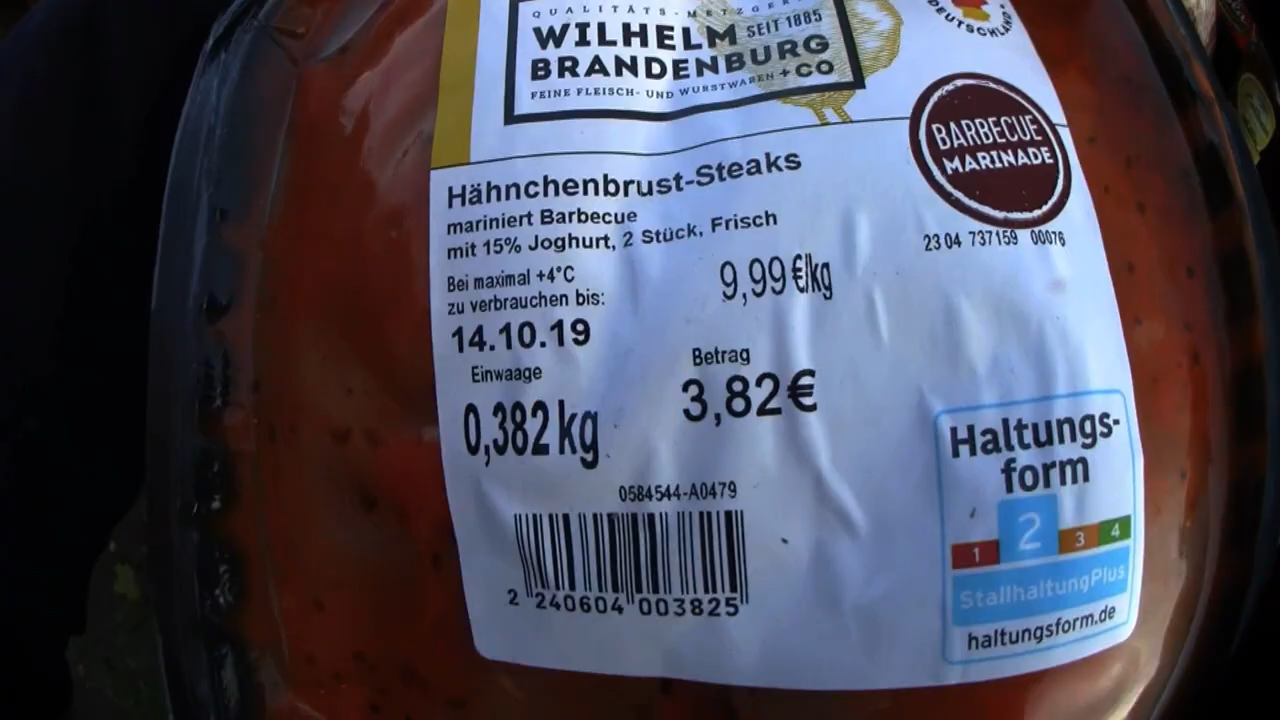 QUALITÄTS-METZGER
WILHELM SEIT 1885
BRANDENBURG
FEINE FLEISCH- UND WURSTWAREN + CO
DEUTSCHLAND
BARBECUE
MARINADE
Hähnchenbrust-Steaks
mariniert Barbecue
mit 15% Joghurt, 2 Stück, Frisch
23 04 737159 00076
Bei maximal +4°C
zu verbrauchen bis:
14.10.19
9,99 €/kg
Einwaage
0,382 kg
Betrag
3,82€
0584544-A0479
2 240604 003825
Haltungs-
form
1 2 3 4
StallhaltungPlus
haltungsform.de